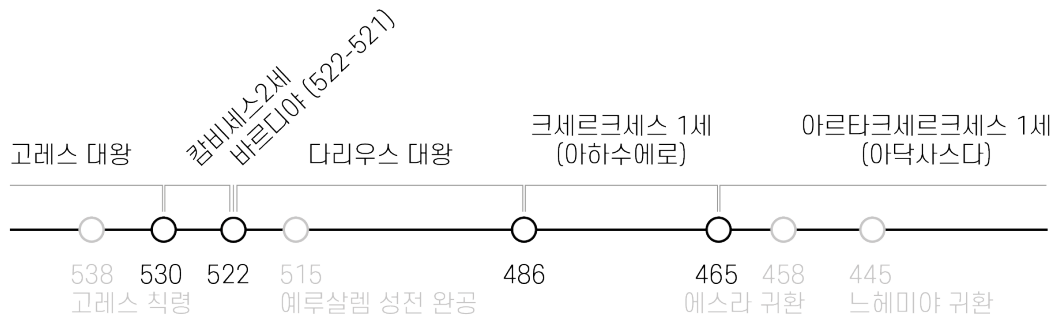 캄비세스2세
바르디야 (522-521)
고레스 대왕
다리우스 대왕
크세르크세스 1세
(아하수에로)
아르타크세르크세스 1세
(아닥사스다)
538
고레스 칙령
530
522
515
예루살렘 성전 완공
486
465
458
에스라 귀환
445
느헤미야 귀환